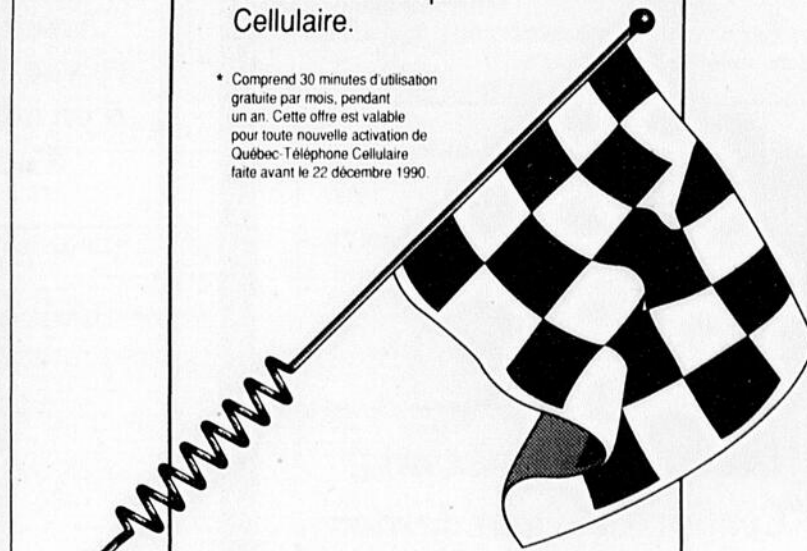 Cellulaire.
* Comprend 30 minutes d'utilisation
gratuite par mois, pendant
un an. Cette offre est valable
pour toute nouvelle activation de
Québec-Téléphone Cellulaire
faite avant le 22 décembre 1990.